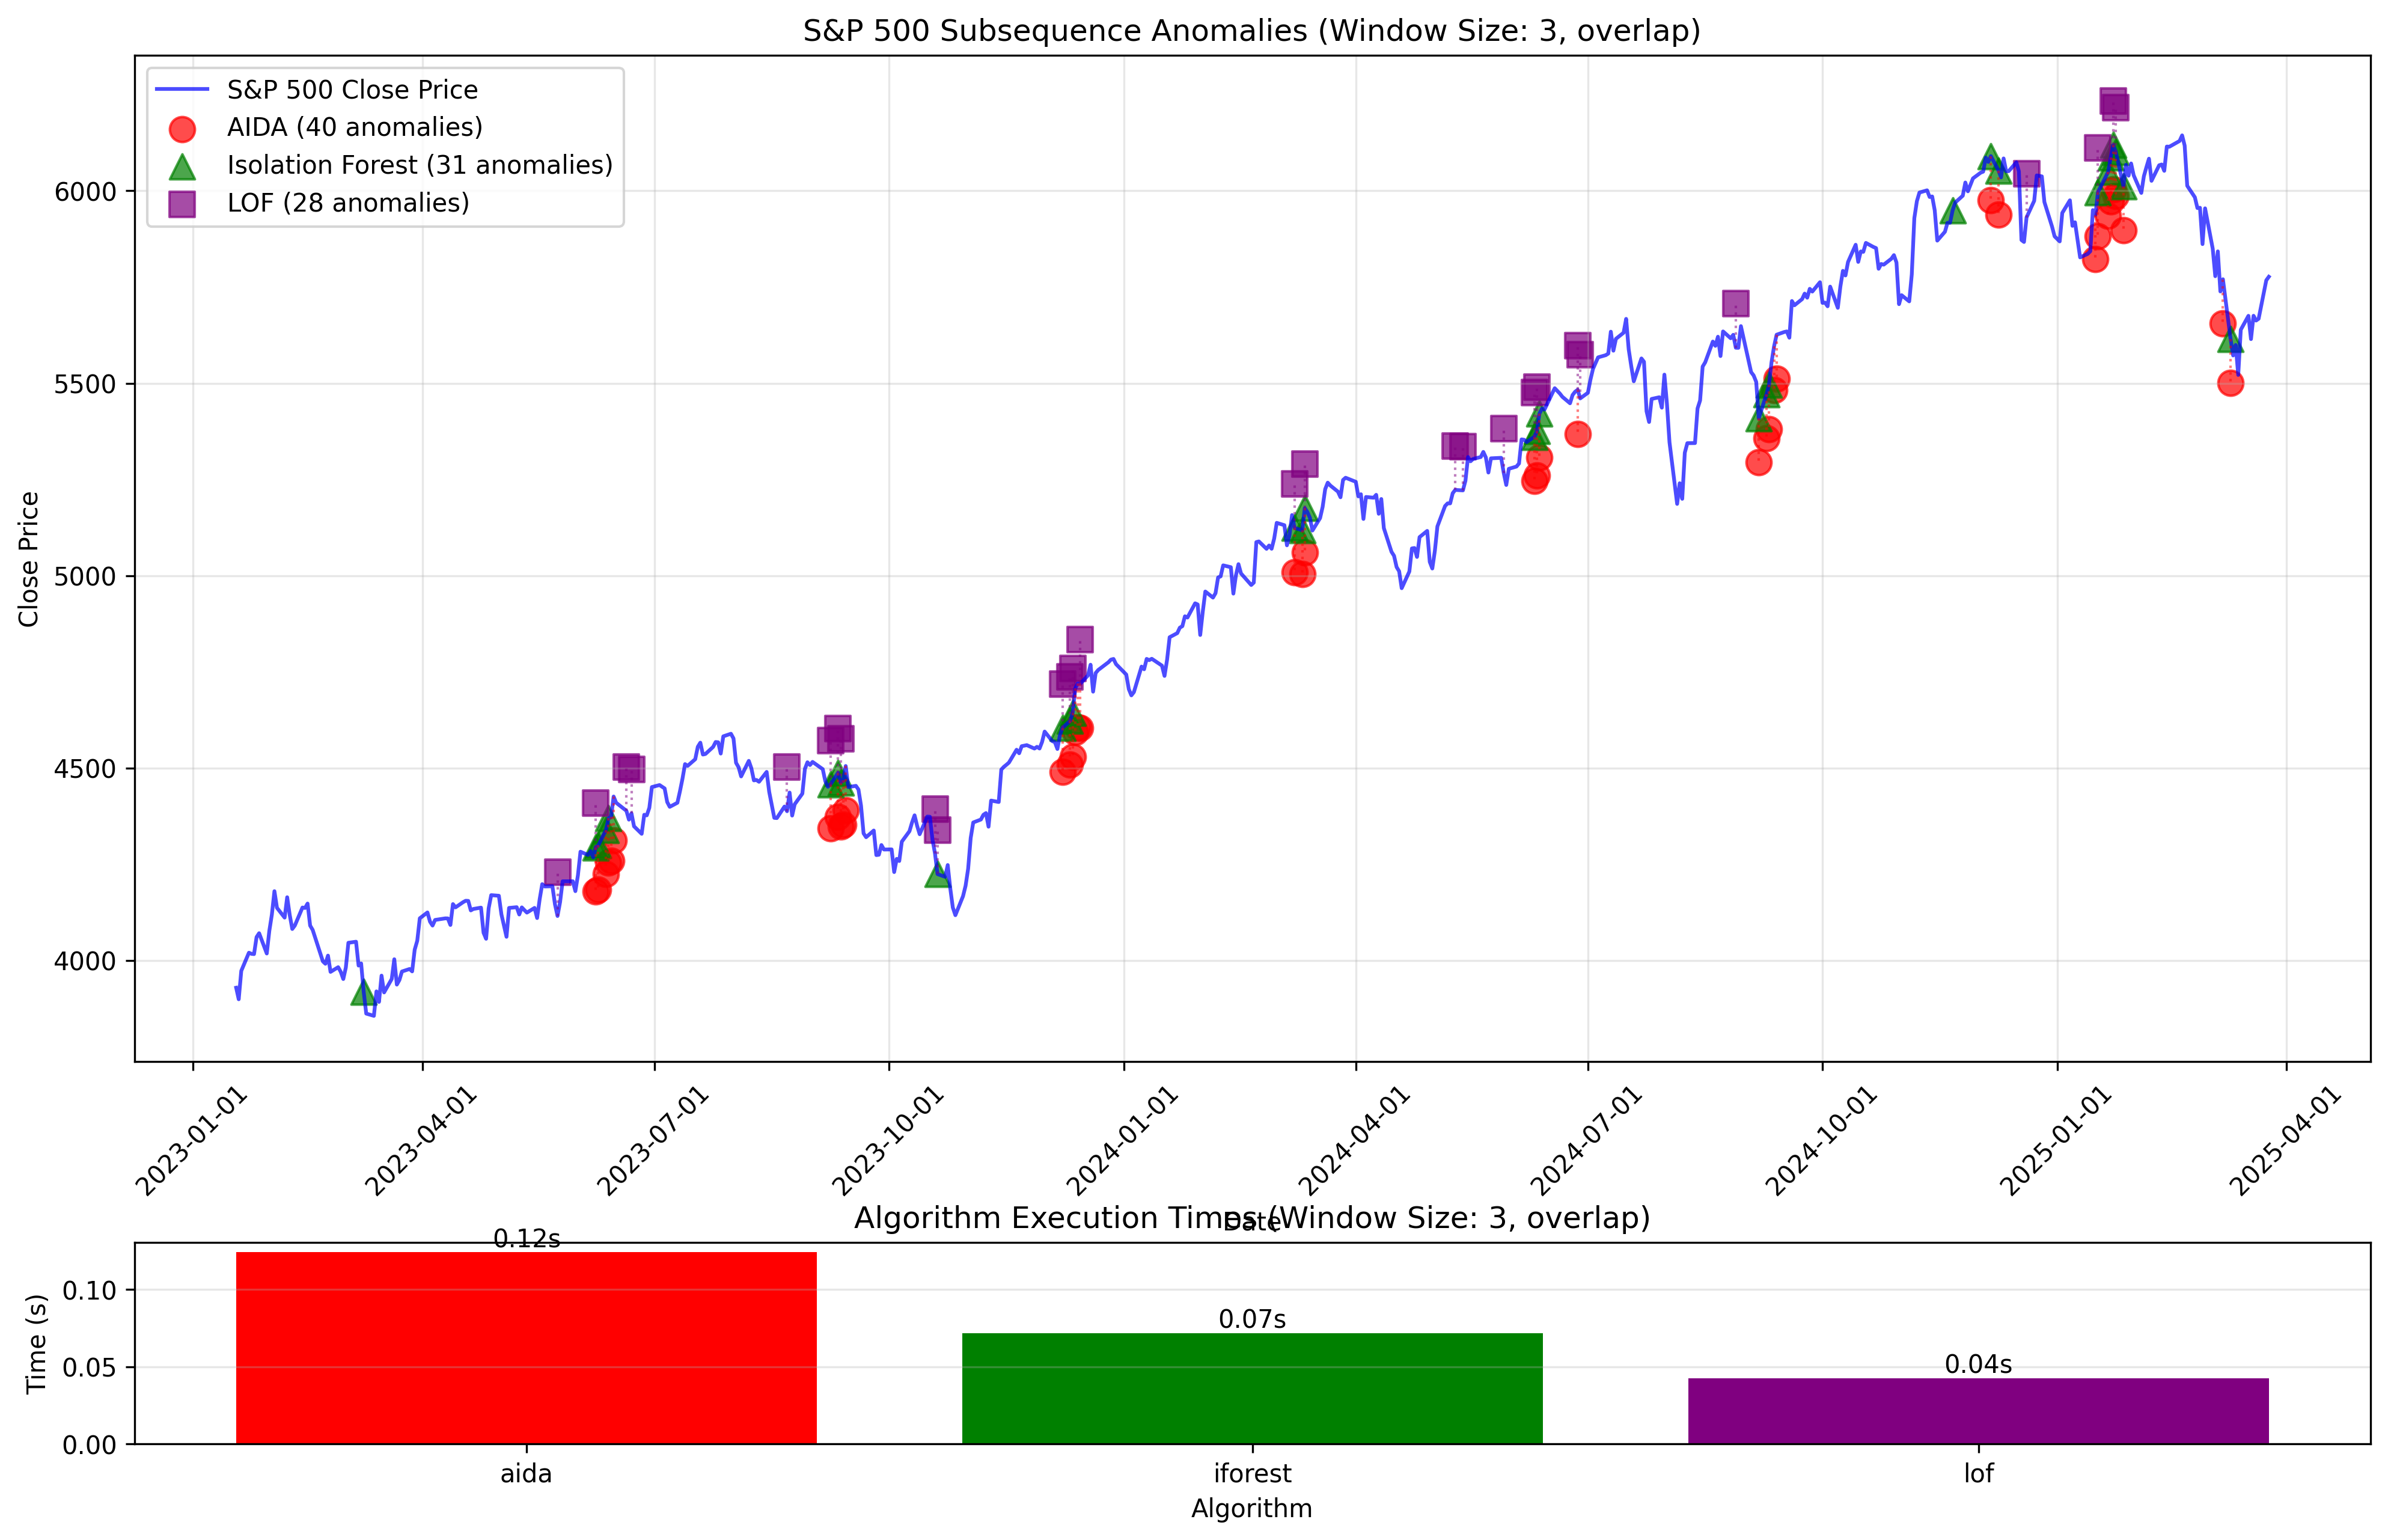 S&P 500 Subsequence Anomalies (Window Size: 3, overlap)
S&P 500 Close Price
AIDA (40 anomalies)
Isolation Forest (31 anomalies)
LOF (28 anomalies)
Close Price
6000
5500
5000
4500
4000
2023-01-01
2023-04-01
2023-07-01
2023-10-01
2024-01-01
2024-04-01
2024-07-01
2024-10-01
2025-01-01
2025-04-01
Date
Algorithm Execution Times (Window Size: 3, overlap)
Time (s)
0.10
0.05
0.00
0.12s
0.07s
0.04s
aida
iforest
lof
Algorithm